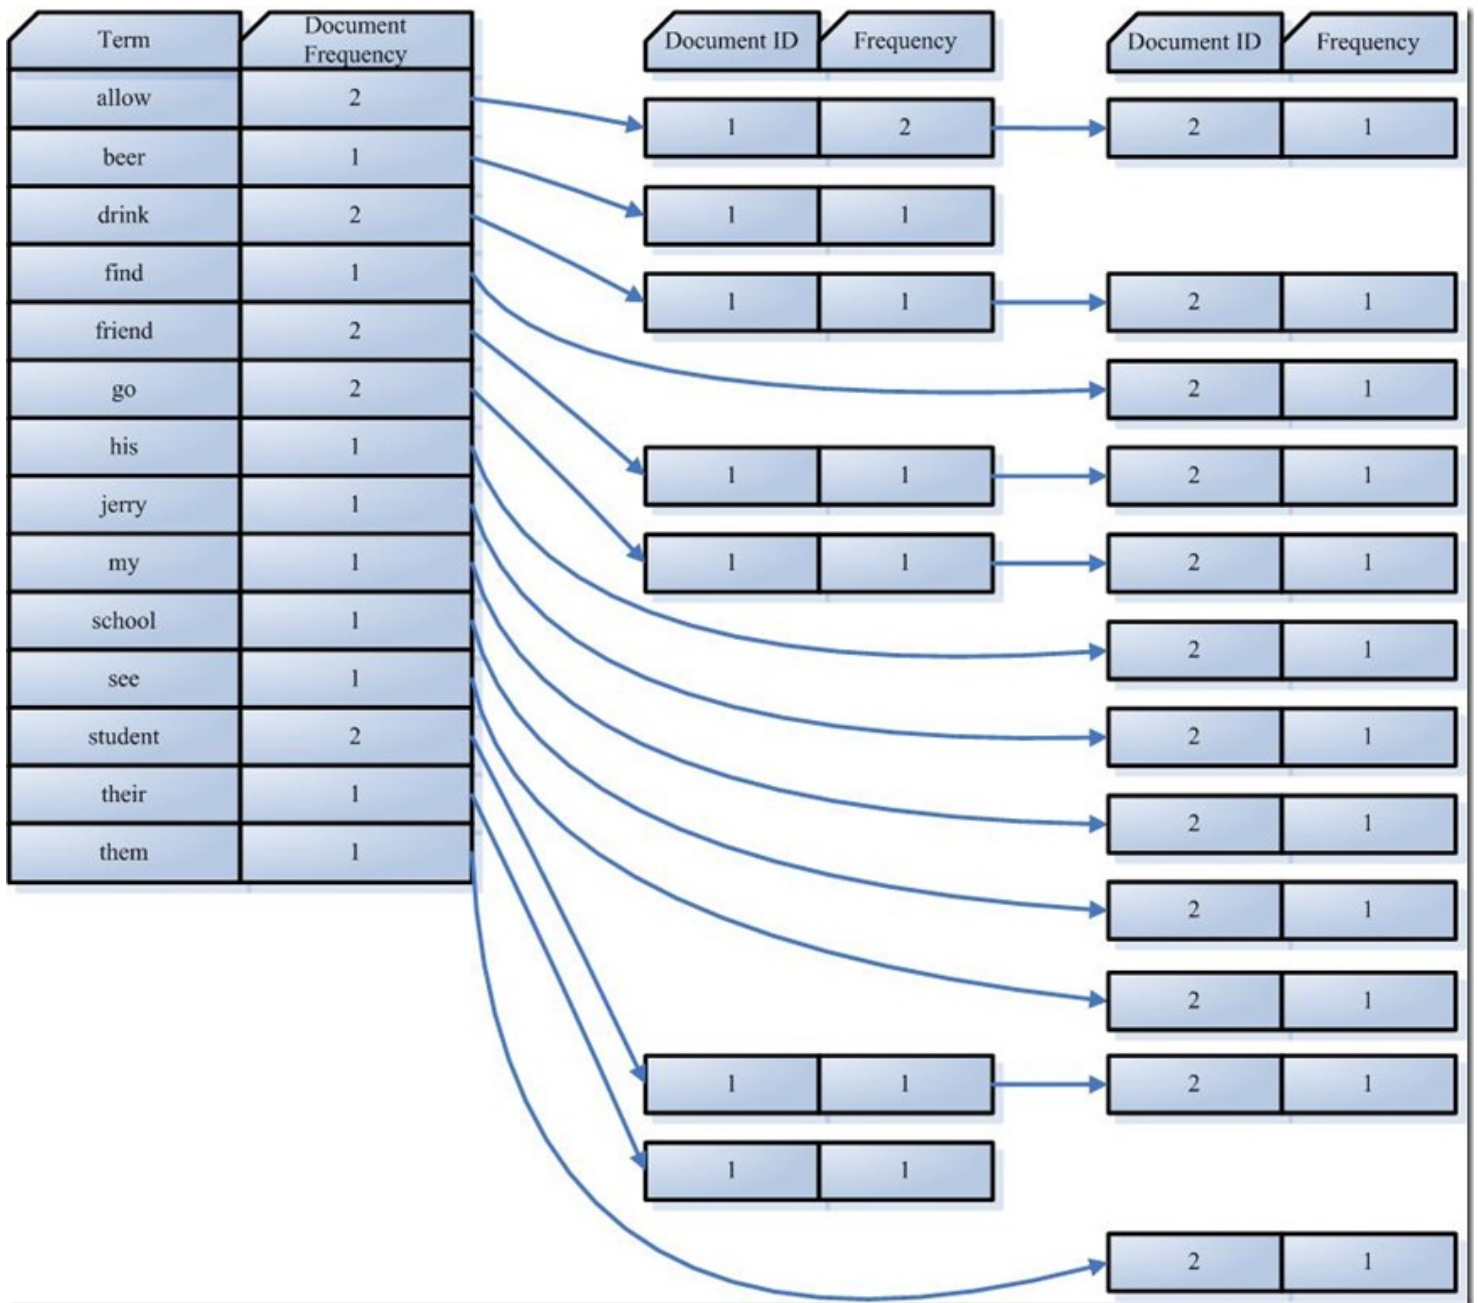 Term Document Frequency Document ID Frequency Document ID Frequency
allow 2
1 2 2 1
beer 1
1 1
drink 2
find 1
1 1 2 1
friend 2
go 2
2 1
his 1
1 1 2 1
jerry 1
my 1
1 1 2 1
school 1
2 1
see 1
student 2
2 1
their 1
2 1
them 1
2 1
2 1
1 1 2 1
1 1
2 1